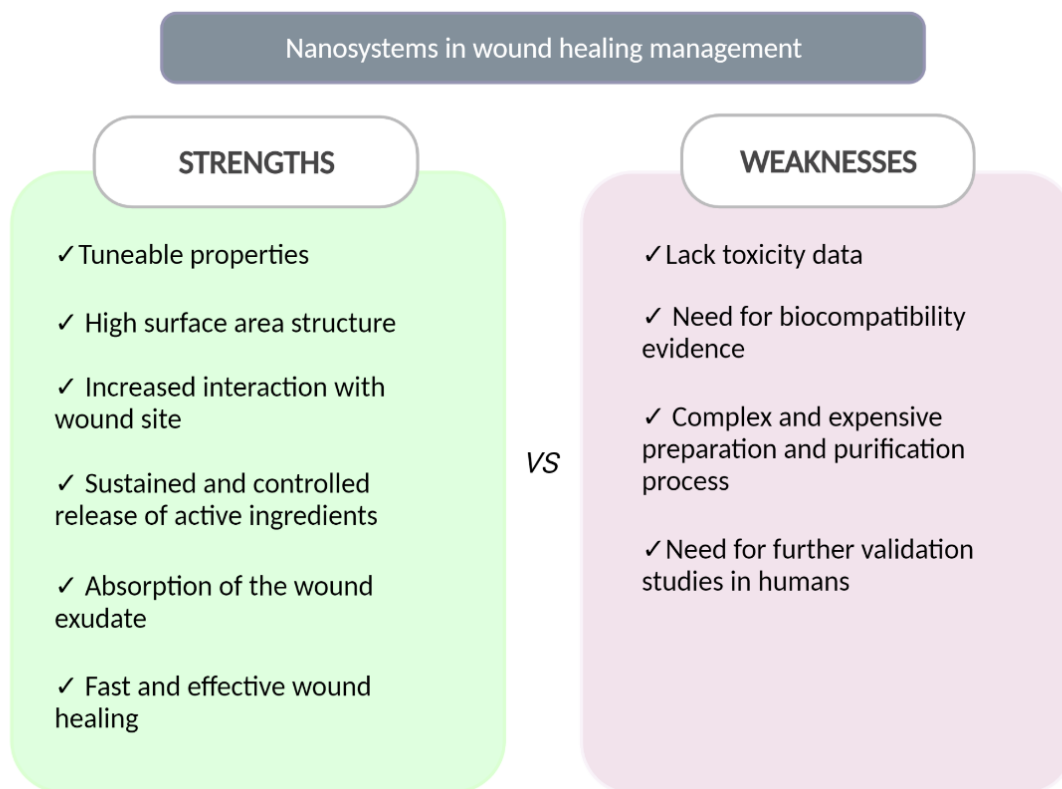 Nanosystems in wound healing management
STRENGTHS
✓Tuneable properties
✓ High surface area structure
✓ Increased interaction with
wound site
✓ Sustained and controlled
release of active ingredients
✓ Absorption of the wound
exudate
✓ Fast and effective wound
healing
VS
WEAKNESSES
✓Lack toxicity data
✓ Need for biocompatibility
evidence
✓ Complex and expensive
preparation and purification
process
✓Need for further validation
studies in humans